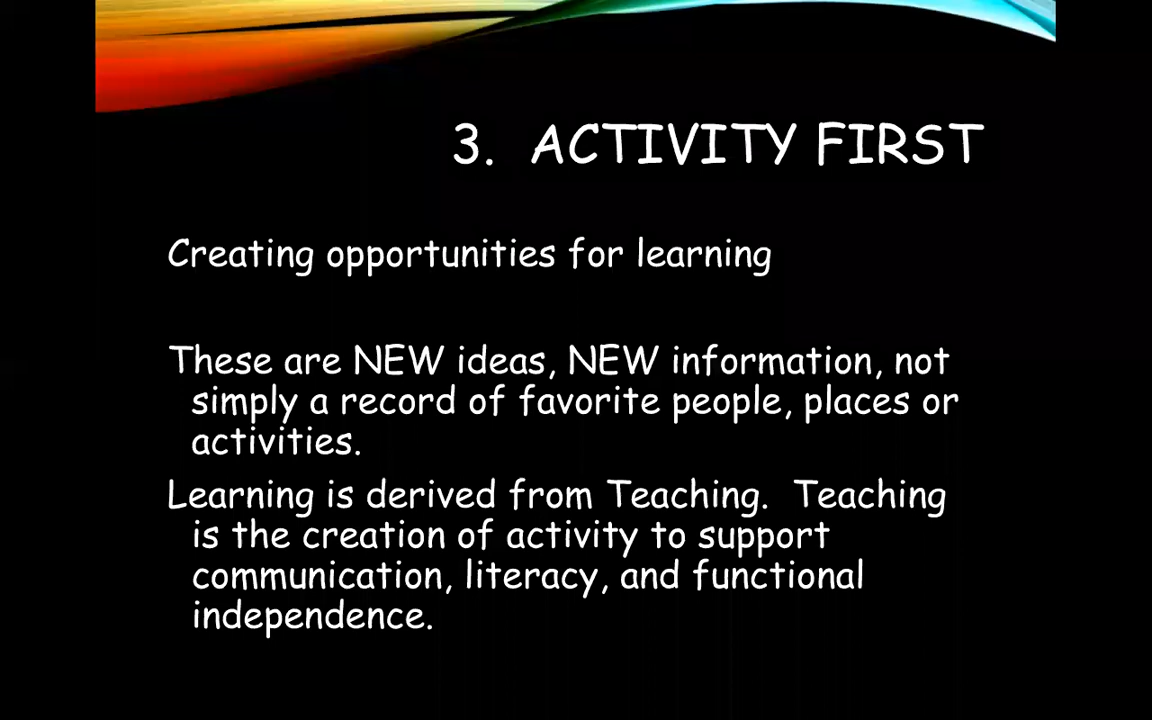 3. ACTIVITY FIRST
Creating opportunities for learning
These are NEW ideas, NEW information, not
simply a record of favorite people, places or
activities.
Learning is derived from Teaching. Teaching
is the creation of activity to support
communication, literacy, and functional
independence.